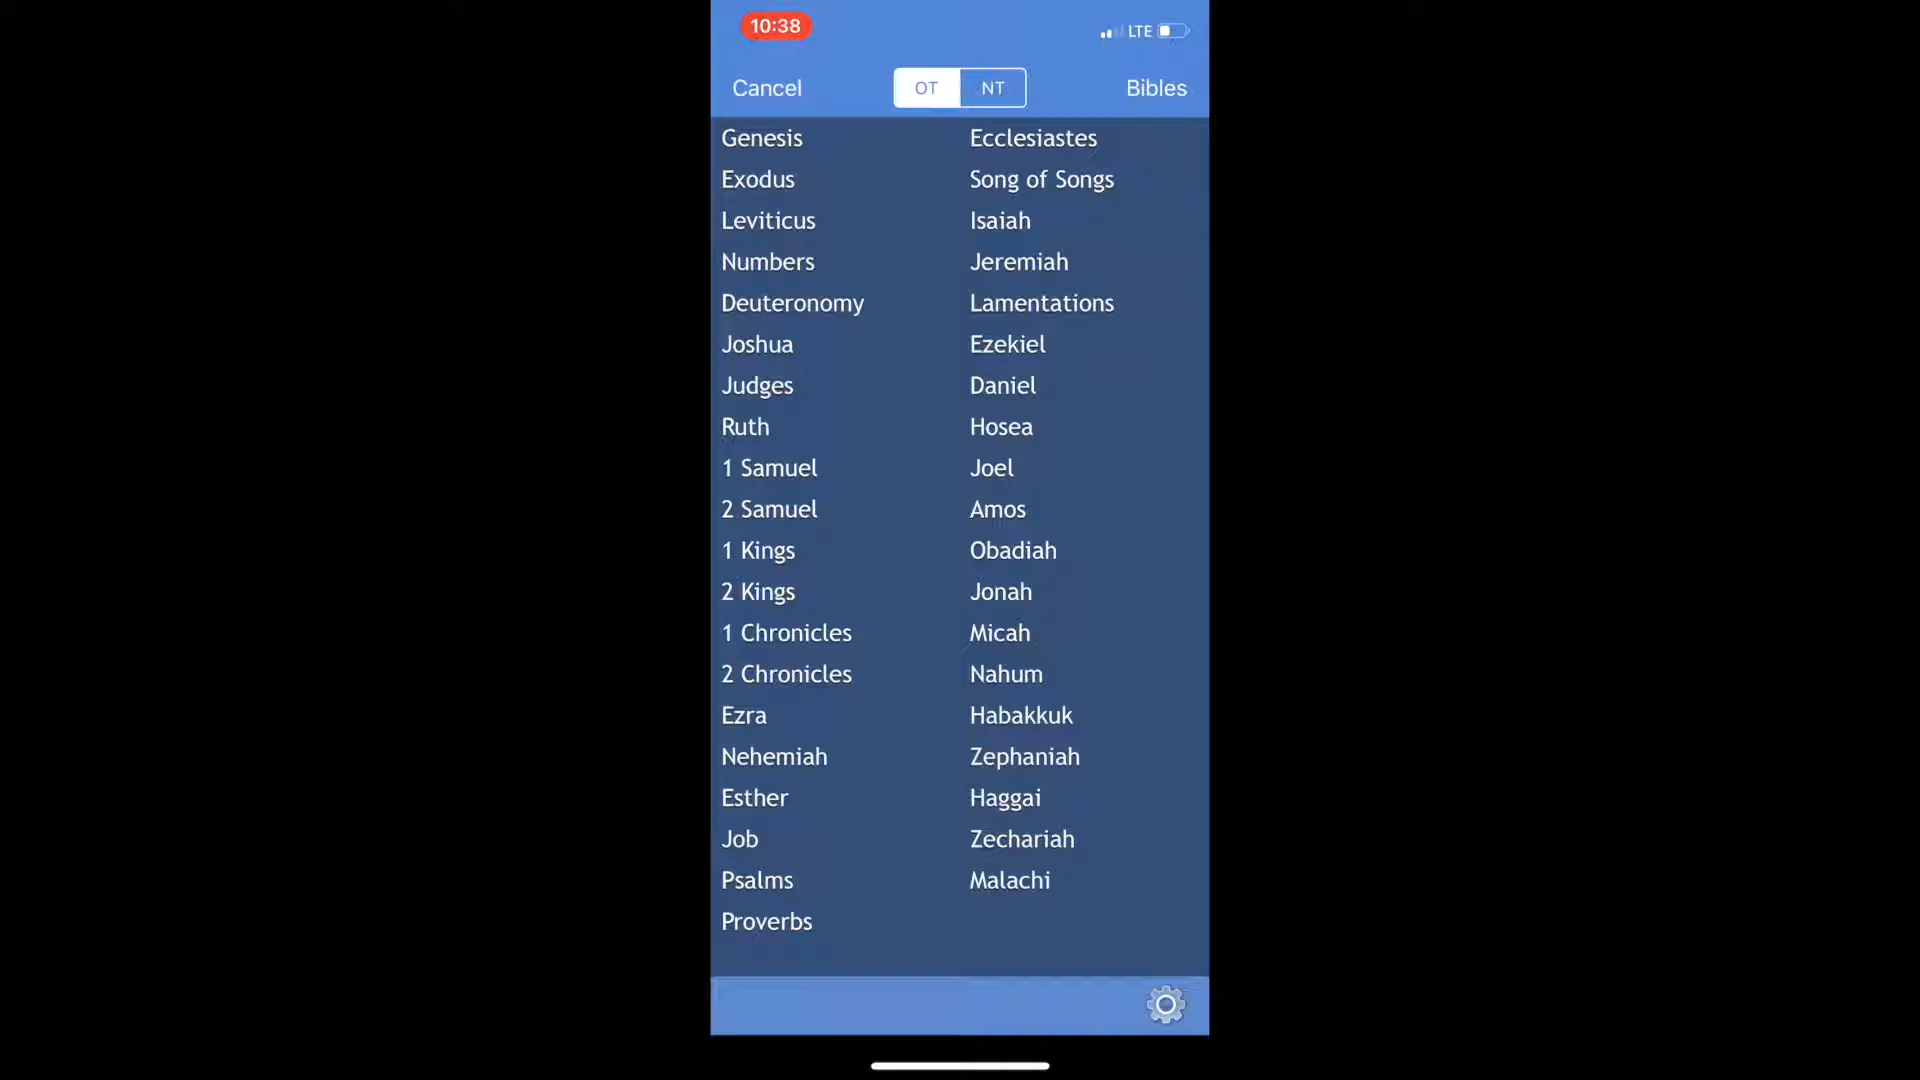 10:38
LTE
Cancel
OT
NT
Bibles
Genesis
Exodus
Leviticus
Numbers
Deuteronomy
Joshua
Judges
Ruth
1 Samuel
2 Samuel
1 Kings
2 Kings
1 Chronicles
2 Chronicles
Ezra
Nehemiah
Esther
Job
Psalms
Proverbs
Ecclesiastes
Song of Songs
Isaiah
Jeremiah
Lamentations
Ezekiel
Daniel
Hosea
Joel
Amos
Obadiah
Jonah
Micah
Nahum
Habakkuk
Zephaniah
Haggai
Zechariah
Malachi